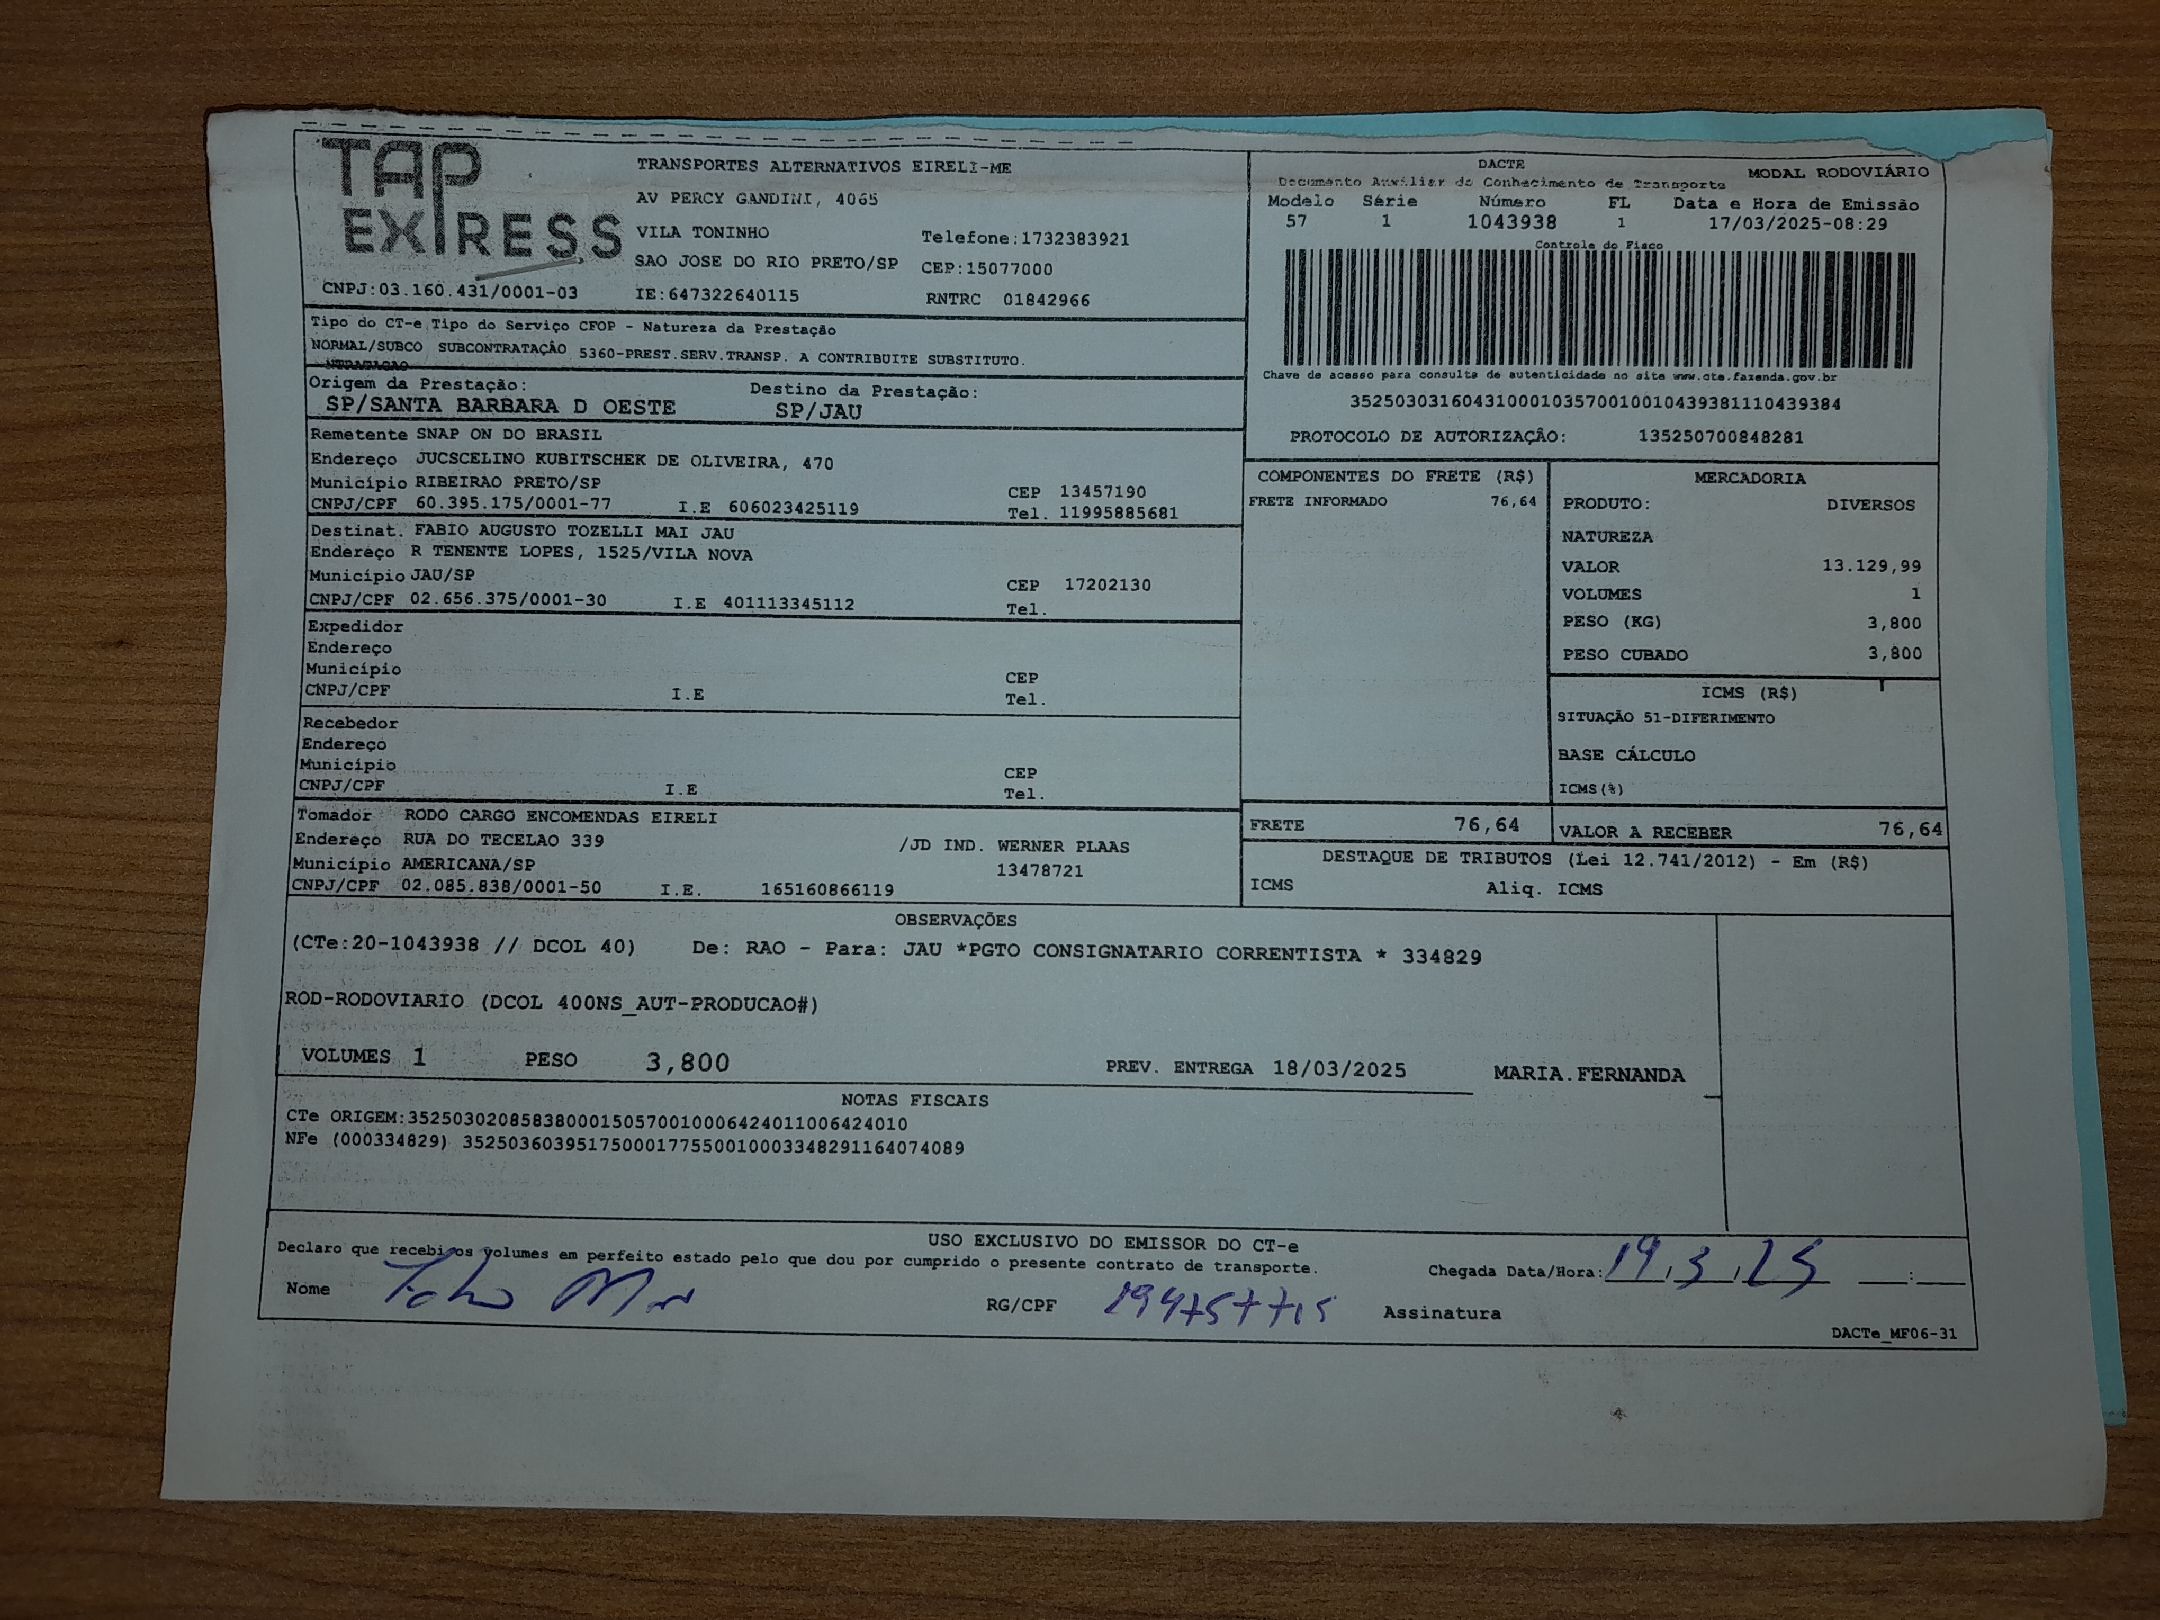 TAP
EXPRESS
TRANSPORTES ALTERNATIVOS EIRELI-ME
AV PERCY GANDINI, 4065
VILA TONINHO Telefone:1732383921
SAO JOSE DO RIO PRETO/SP CEP:15077000
CNPJ:03.160.431/0001-03 IE:647322640115 RNTRC 01842966
DACTE MODAL RODOVIÁRIO
Documento Auxiliar do Conhecimento de Transporte
Modelo Série Número FL Data e Hora de Emissão
57 1 1043938 1 17/03/2025-08:29
Controle do Fisco
Chave de acesso para consulta de autenticidade no site www.cte.fazenda.gov.br
35250303160431000103570010010439381110439384
PROTOCOLO DE AUTORIZAÇÃO: 135250700848281
Tipo do CT-e Tipo do Serviço CFOP - Natureza da Prestação
NORMAL/SUBCO SUBCONTRATAÇÃO 5360-PREST.SERV.TRANSP. A CONTRIBUITE SUBSTITUTO.
NTRATACAO
Origem da Prestação: Destino da Prestação:
SP/SANTA BARBARA D OESTE SP/JAU
Remetente SNAP ON DO BRASIL
Endereço JUCSCELINO KUBITSCHEK DE OLIVEIRA, 470
Município RIBEIRAO PRETO/SP CEP 13457190
CNPJ/CPF 60.395.175/0001-77 I.E 606023425119 Tel. 11995885681
Destinat. FABIO AUGUSTO TOZELLI MAI JAU
Endereço R TENENTE LOPES, 1525/VILA NOVA
Município JAU/SP CEP 17202130
CNPJ/CPF 02.656.375/0001-30 I.E 401113345112 Tel.
Expedidor
Endereço
Município CEP
CNPJ/CPF I.E Tel.
Recebedor
Endereço
Município CEP
CNPJ/CPF I.E Tel.
Tomador RODO CARGO ENCOMENDAS EIRELI
Endereço RUA DO TECELAO 339 /JD IND. WERNER PLAAS
Município AMERICANA/SP 13478721
CNPJ/CPF 02.085.838/0001-50 I.E. 165160866119
COMPONENTES DO FRETE (R$)
FRETE INFORMADO 76,64
MERCADORIA
PRODUTO: DIVERSOS
NATUREZA
VALOR 13.129,99
VOLUMES 1
PESO (KG) 3,800
PESO CUBADO 3,800
ICMS (R$)
SITUAÇÃO 51-DIFERIMENTO
BASE CÁLCULO
ICMS(%)
FRETE 76,64 VALOR A RECEBER 76,64
DESTAQUE DE TRIBUTOS (Lei 12.741/2012) - Em (R$)
ICMS Aliq. ICMS
OBSERVAÇÕES
(CTe:20-1043938 // DCOL 40) De: RAO - Para: JAU *PGTO CONSIGNATARIO CORRENTISTA * 334829
ROD-RODOVIARIO (DCOL 400NS_AUT-PRODUCAO#)
VOLUMES 1 PESO 3,800 PREV. ENTREGA 18/03/2025 MARIA.FERNANDA
NOTAS FISCAIS
CTe ORIGEM:35250302085838000150570010006424011006424010
NFe (000334829) 35250360395175000177550010003348291164074089
USO EXCLUSIVO DO EMISSOR DO CT-e
Declaro que recebi os volumes em perfeito estado pelo que dou por cumprido o presente contrato de transporte.
Chegada Data/Hora: 19,3,25 :
Nome RG/CPF Assinatura
DACTe_MF06-31